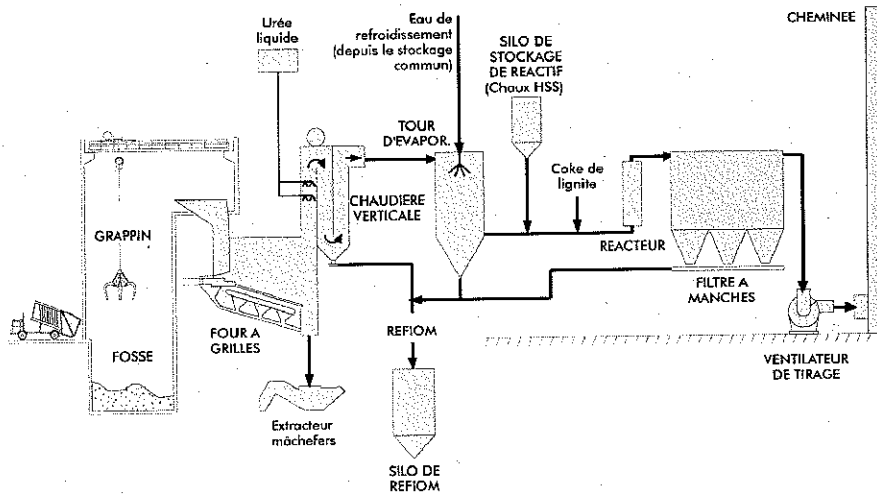 Urée
liquide
Eau de
refroidissement
(depuis le stockage
commun)
SILO DE
STOCKAGE
DE REACTIF
(Chaux HSS)
CHEMINEE
TOUR
D'EVAPOR.
Coke de
lignite
CHAUDIERE
VERTICALE
GRAPPIN
REACTEUR
FILTRE A
MANCHES
FOUR A
GRILLES
REFIOM
FOSSE
VENTILATEUR
DE TIRAGE
Extracteur
mâchefers
SILO DE
REFIOM